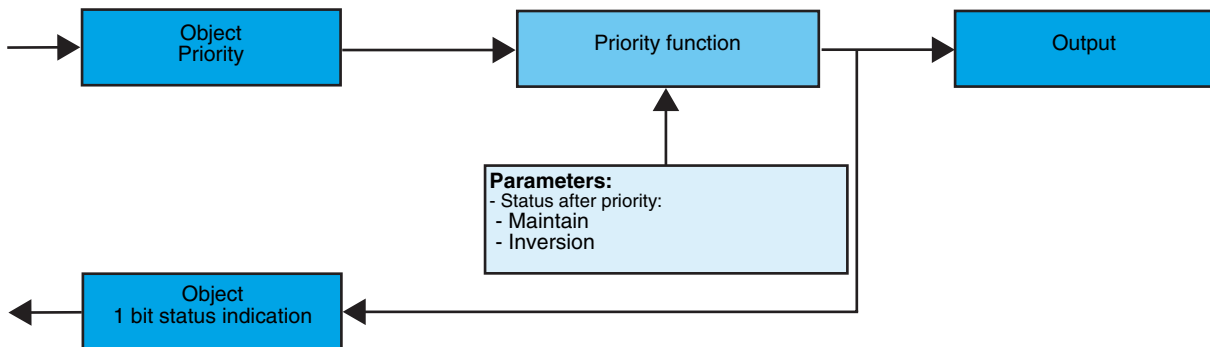 Object
Priority
Priority function
Output
Parameters:
- Status after priority:
- Maintain
- Inversion
Object
1 bit status indication